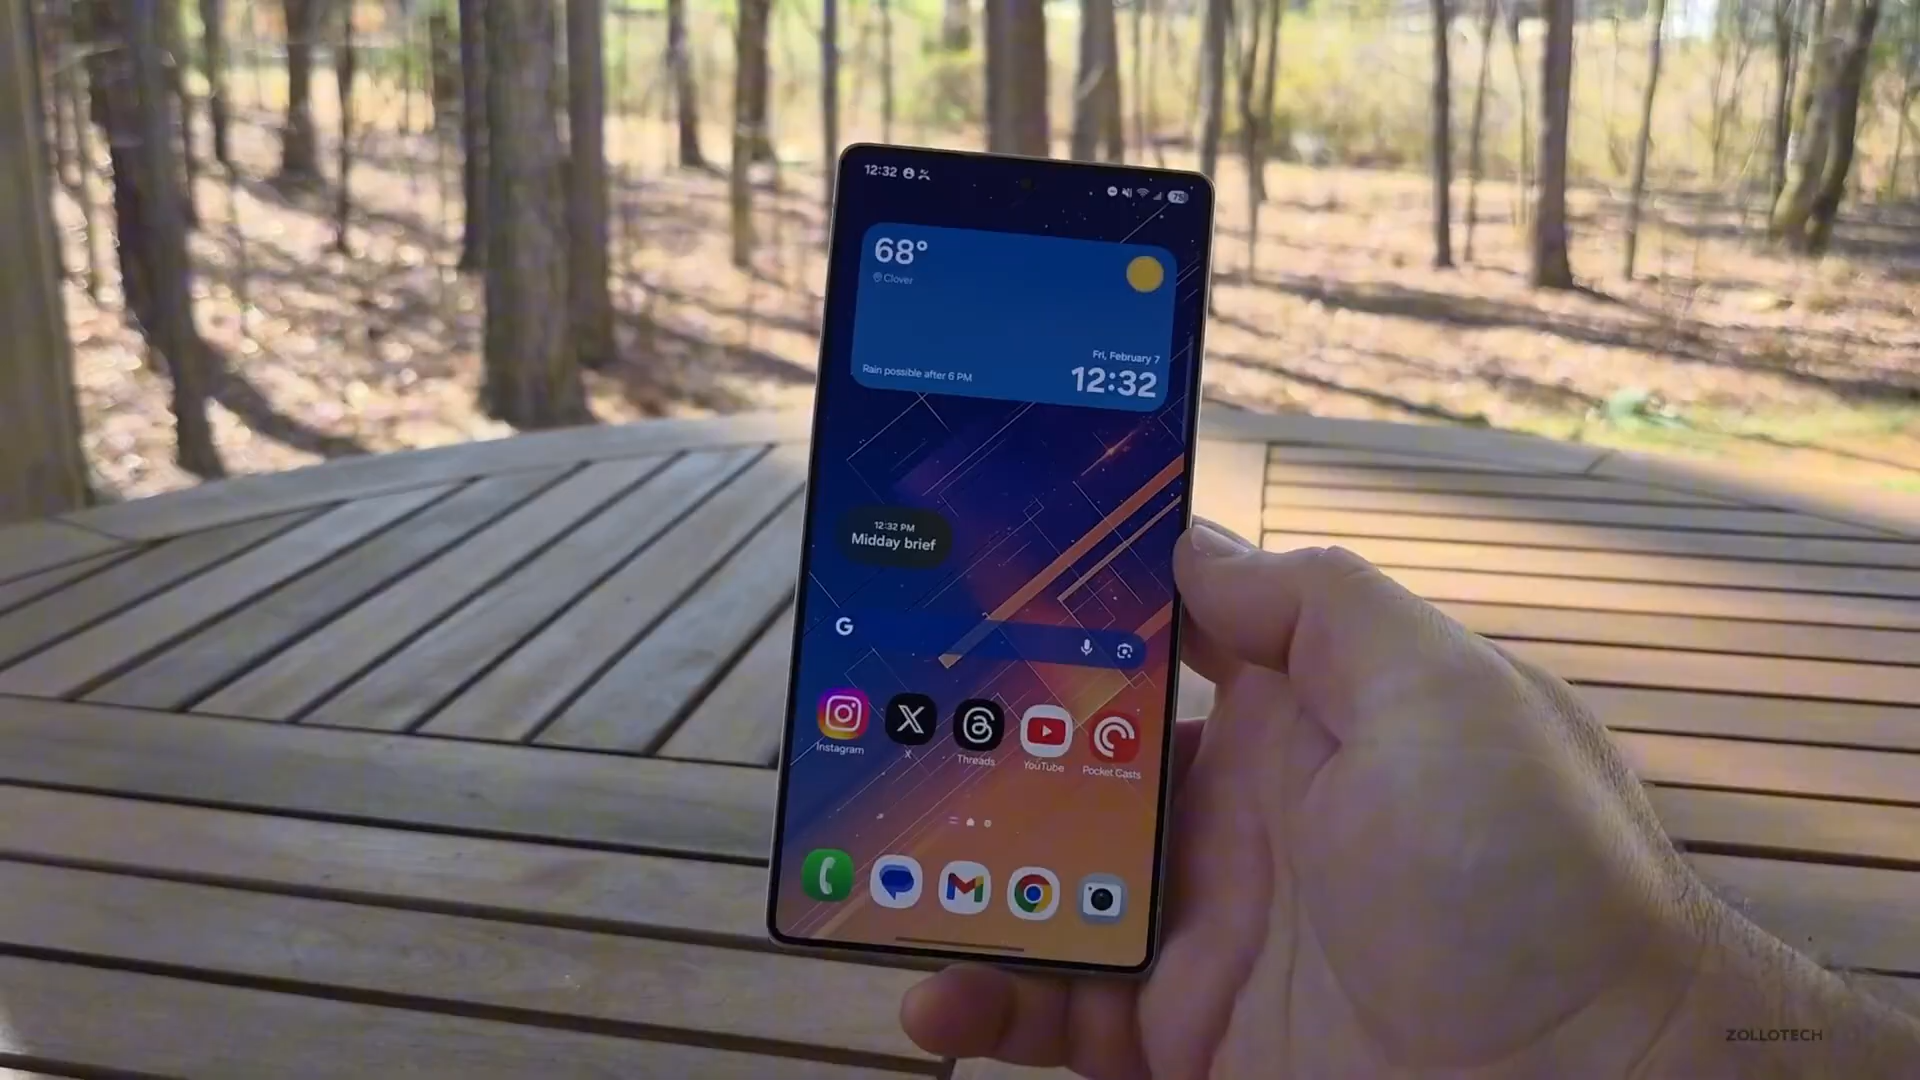 12:32
75
68°
Clover
Fri, February 7
Rain possible after 6 PM
12:32
12:32 PM
Midday brief
G
Instagram
X
Threads
YouTube
Pocket Casts
ZOLLOTECH